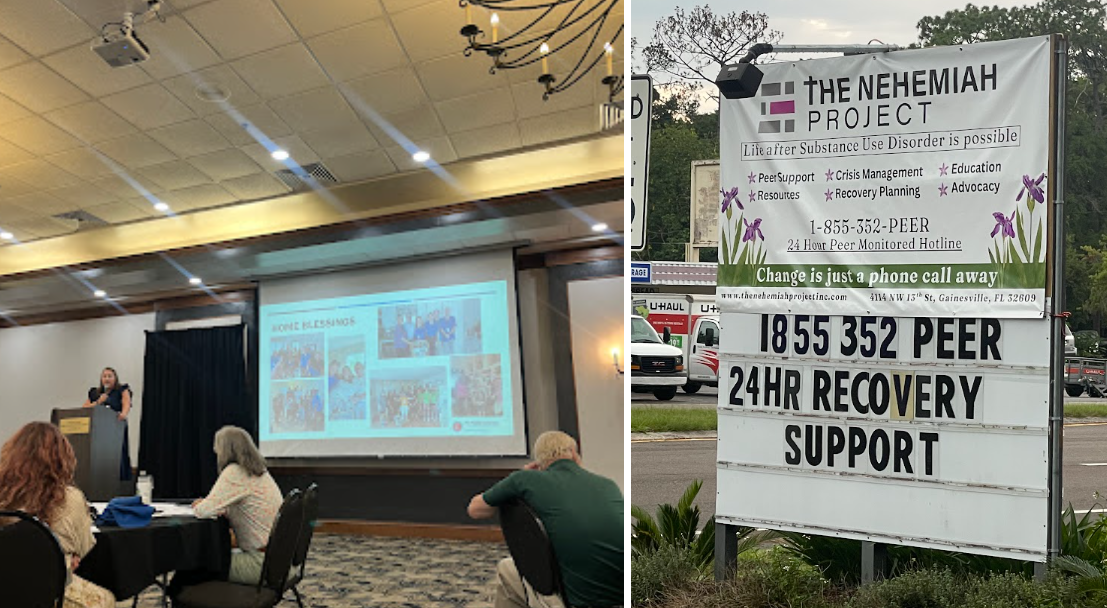 HOME BLESSINGS
THE NEHEMIAH
PROJECT
Life after Substance Use Disorder is possible
PeerSupport Crisis Management Education
Resources Recovery Planning Advocacy
1-855-352-PEER
24 Hour Peer Monitored Hotline
Change is just a phone call away
www.thenehemiahprojectinc.com 4114 NW 13th St, Gainesville, FL 32609
1855 352 PEER
24HR RECOVERY
SUPPORT
U-HAUL